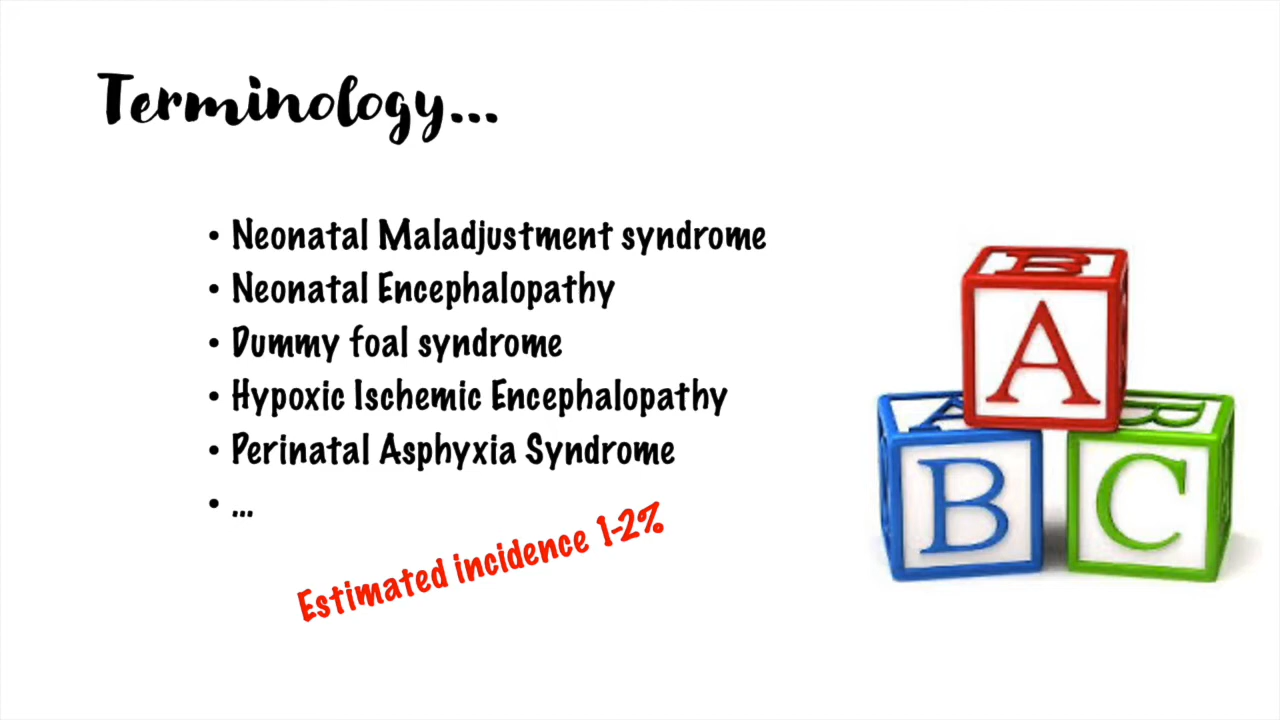 Terminology...
• Neonatal Maladjustment syndrome
• Neonatal Encephalopathy
• Dummy foal syndrome
• Hypoxic Ischemic Encephalopathy
• Perinatal Asphyxia Syndrome
• ...
Estimated incidence 1-2%
B
A
A
B
B
C